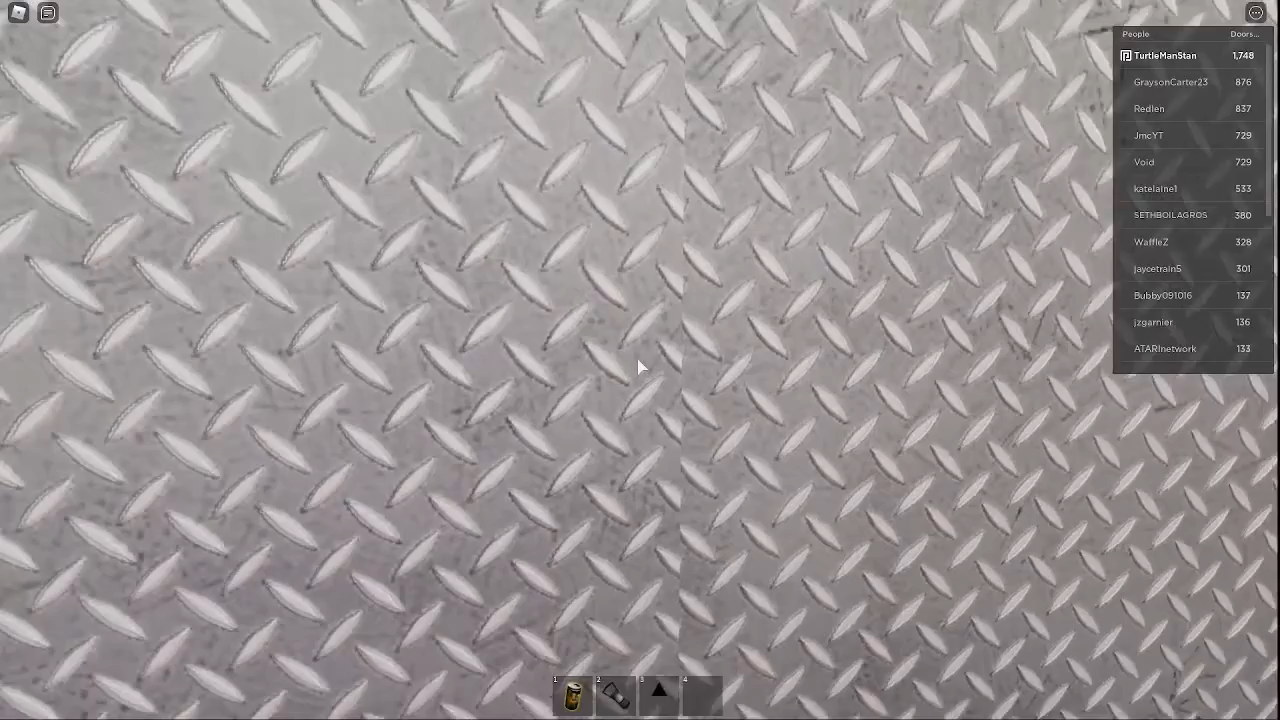 People Doors...
TurtleManStan 1,748
GraysonCarter23 876
Redlen 837
JmcYT 729
Void 729
katelaine1 533
SETHBOILAGROS 380
WaffleZ 328
jaycetrain5 301
Bubby091016 137
jzgarnier 136
ATARInetwork 133
1 2 3 4